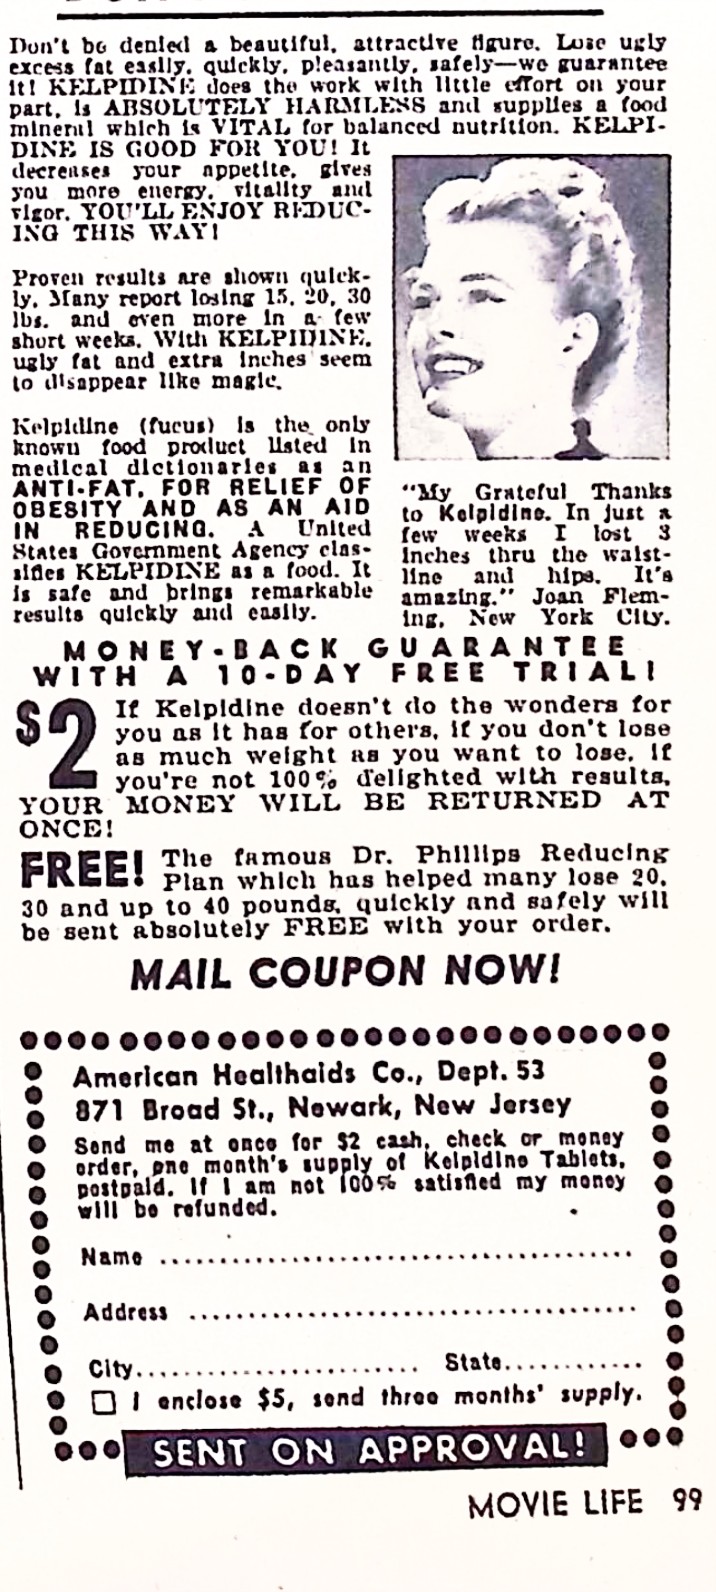 Don't be denied a beautiful, attractive figure. Lose ugly
excess fat easily, quickly, pleasantly, safely—we guarantee
it! KELPIDINE does the work with little effort on your
part, is ABSOLUTELY HARMLESS and supplies a food
mineral which is VITAL for balanced nutrition. KELPI-
DINE IS GOOD FOR YOU! It
decreases your appetite, gives
you more energy, vitality and
vigor. YOU'LL ENJOY REDUC-
ING THIS WAY!
Proven results are shown quick-
ly. Many report losing 15, 20, 30
lbs. and even more in a few
short weeks. With KELPIDINE,
ugly fat and extra inches seem
to disappear like magic.
Kelpidine (fucus) is the only
known food product listed in
medical dictionaries as an
ANTI-FAT, FOR RELIEF OF
OBESITY AND AS AN AID
IN REDUCING. A United
States Government Agency clas-
sifies KELPIDINE as a food. It
is safe and brings remarkable
results quickly and easily.
"My Grateful Thanks
to Kelpidine. In just a
few weeks I lost 3
inches thru the waist-
line and hips. It's
amazing." Joan Flem-
ing, New York City.
MONEY-BACK GUARANTEE
WITH A 10-DAY FREE TRIAL!
$2 If Kelpidine doesn't do the wonders for
you as it has for others, if you don't lose
as much weight as you want to lose, if
you're not 100% delighted with results,
YOUR MONEY WILL BE RETURNED AT
ONCE!
FREE! The famous Dr. Phillips Reducing
Plan which has helped many lose 20,
30 and up to 40 pounds, quickly and safely will
be sent absolutely FREE with your order.
MAIL COUPON NOW!
American Healthaids Co., Dept. 53
871 Broad St., Newark, New Jersey
Send me at once for $2 cash, check or money
order, one month's supply of Kelpidine Tablets,
postpaid. If I am not 100% satisfied my money
will be refunded.
Name
Address
City State
I enclose $5, send three months' supply.
SENT ON APPROVAL!
MOVIE LIFE 99